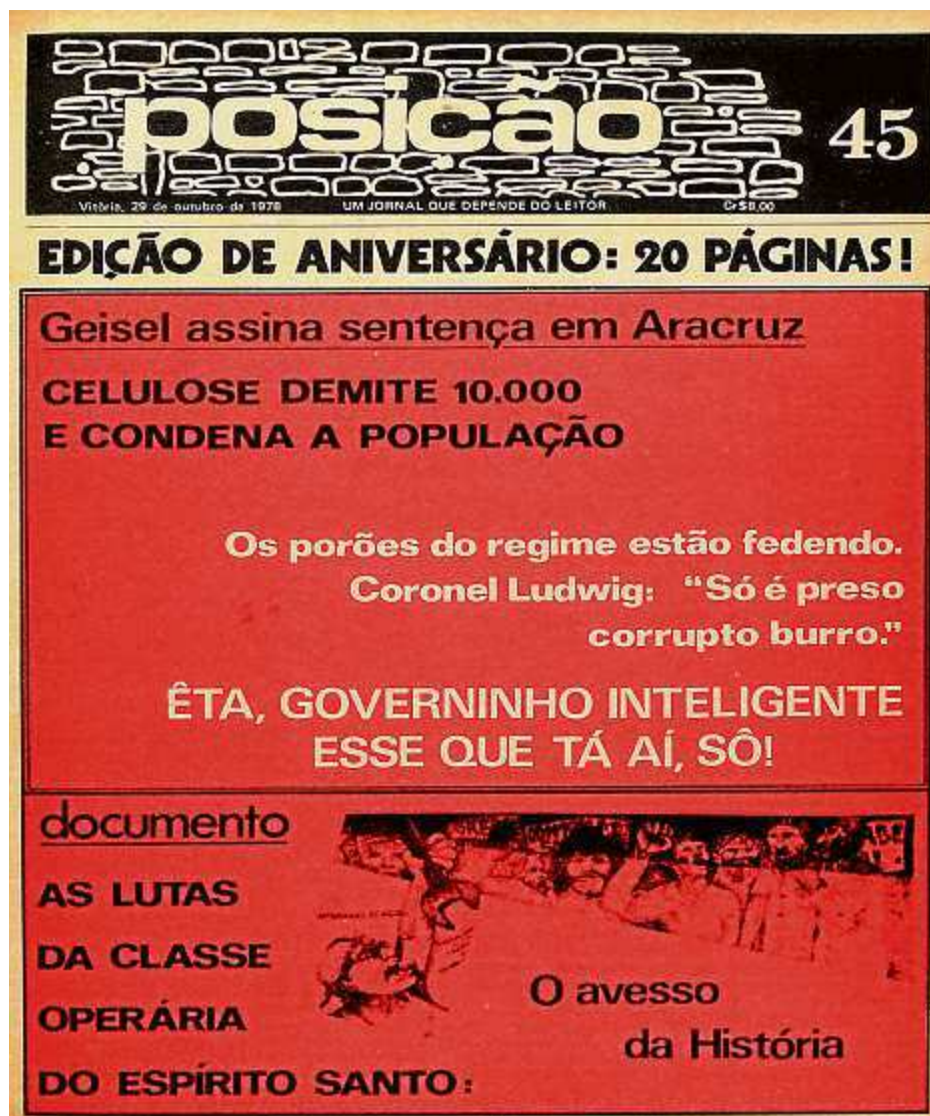 posição
45
Vitória, 29 de outubro de 1978 UM JORNAL QUE DEPENDE DO LEITOR Cr$8,00
EDIÇÃO DE ANIVERSÁRIO: 20 PÁGINAS!
Geisel assina sentença em Aracruz
CELULOSE DEMITE 10.000
E CONDENA A POPULAÇÃO
Os porões do regime estão fedendo.
Coronel Ludwig: “Só é preso
corrupto burro.”
ÊTA, GOVERNINHO INTELIGENTE
ESSE QUE TÁ AÍ, SÔ!
documento
AS LUTAS
DA CLASSE
OPERÁRIA
DO ESPÍRITO SANTO:
O avesso
da História